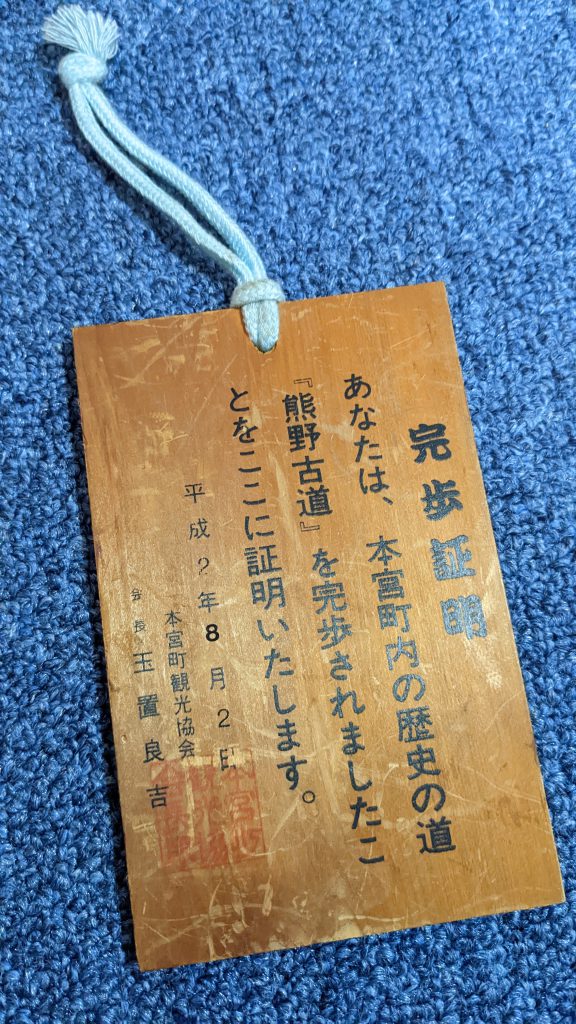 完歩証明
あなたは、本宮町内の歴史の道
『熊野古道』を完歩されましたこ
とをここに証明いたします。
平成2年8月2日
本宮町観光協会
会長 玉置良吉